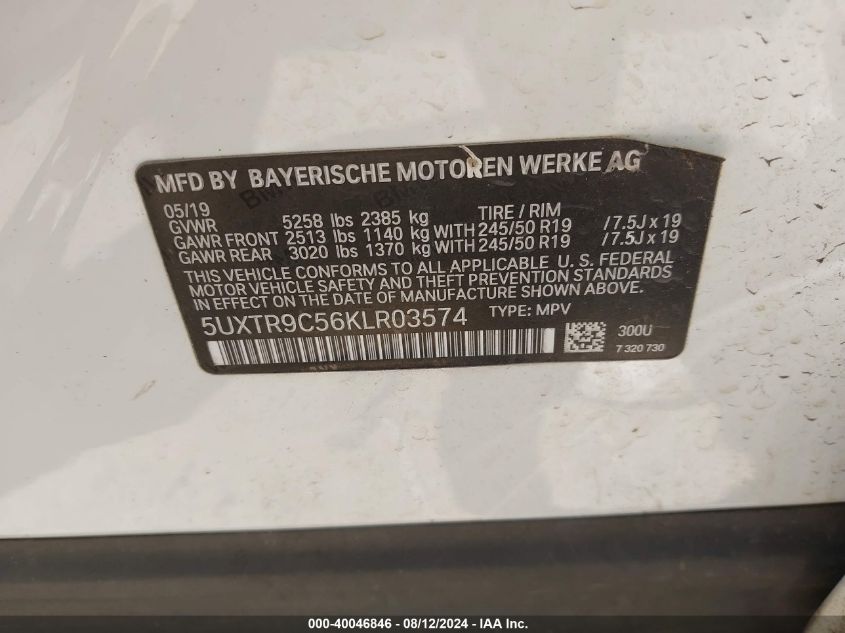 MFD BY BAYERISCHE MOTOREN WERKE AG
05/19
GVWR 5258 lbs 2385 kg TIRE / RIM
GAWR FRONT 2513 lbs 1140 kg WITH 245/50 R19 /7.5J x 19
GAWR REAR 3020 lbs 1370 kg WITH 245/50 R19 /7.5J x 19
THIS VEHICLE CONFORMS TO ALL APPLICABLE U. S. FEDERAL
MOTOR VEHICLE SAFETY AND THEFT PREVENTION STANDARDS
IN EFFECT ON THE DATE OF MANUFACTURE SHOWN ABOVE.
5UXTR9C56KLR03574 TYPE: MPV
300U
7 320 730
000-40046846 - 08/12/2024 - IAA Inc.